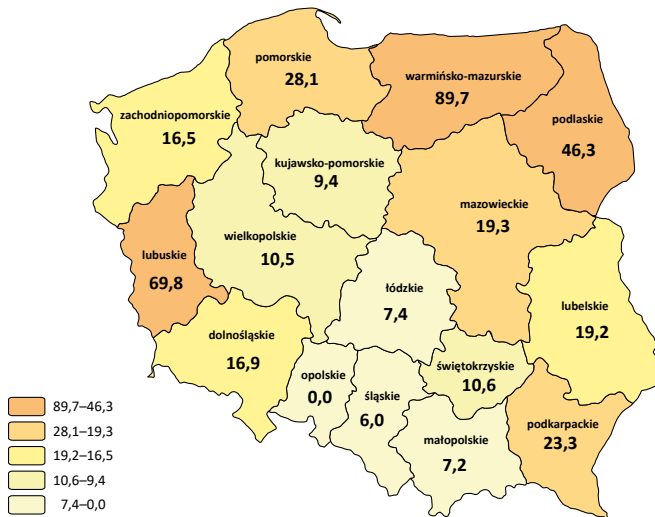 pomorskie
28,1
warmińsko-mazurskie
89,7
zachodniopomorskie
16,5
podlaskie
46,3
kujawsko-pomorskie
9,4
mazowieckie
19,3
wielkopolskie
10,5
lubuskie
69,8
łódzkie
7,4
lubelskie
19,2
dolnośląskie
16,9
świętokrzyskie
10,6
opolskie
0,0
śląskie
6,0
małopolskie
7,2
podkarpackie
23,3
89,7–46,3
28,1–19,3
19,2–16,5
10,6–9,4
7,4–0,0